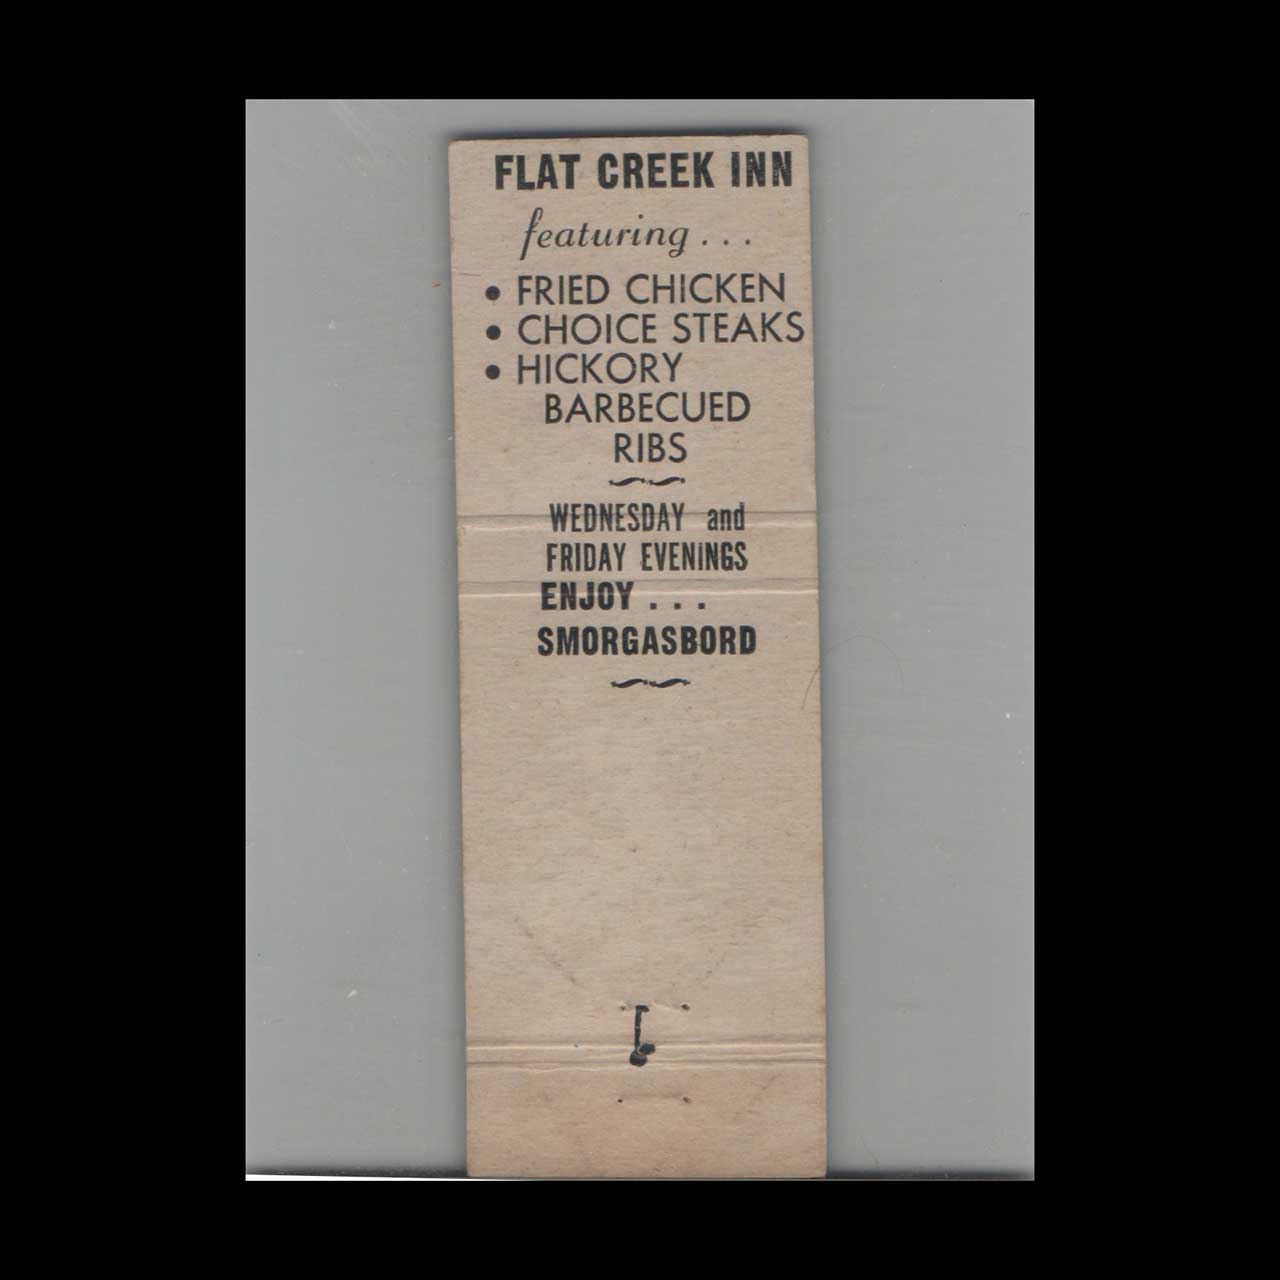 FLAT CREEK INN
featuring...
• FRIED CHICKEN
• CHOICE STEAKS
• HICKORY
BARBECUED
RIBS
WEDNESDAY and
FRIDAY EVENINGS
ENJOY...
SMORGASBORD